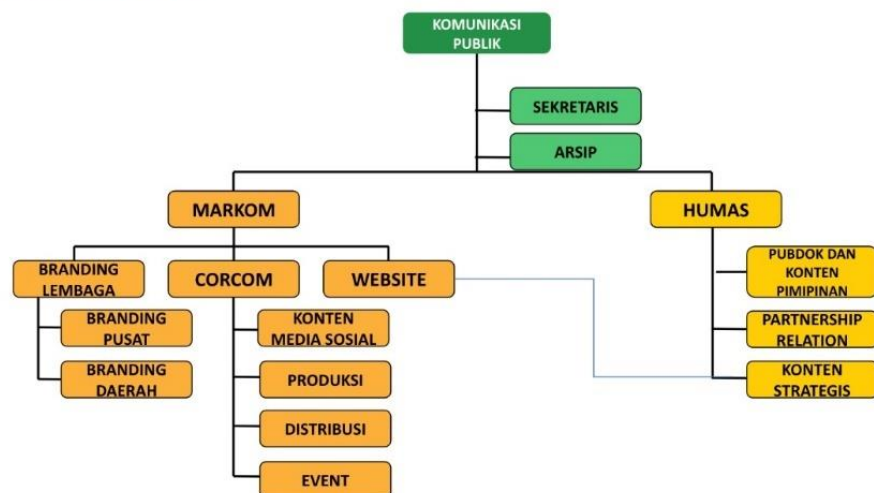 KOMUNIKASI
PUBLIK
SEKRETARIS
ARSIP
MARKOM
HUMAS
BRANDING
LEMBAGA
CORCOM
WEBSITE
PUBDOK DAN
KONTEN
PIMIPINAN
BRANDING
PUSAT
KONTEN
MEDIA SOSIAL
PARTNERSHIP
RELATION
BRANDING
DAERAH
PRODUKSI
KONTEN
STRATEGIS
DISTRIBUSI
EVENT